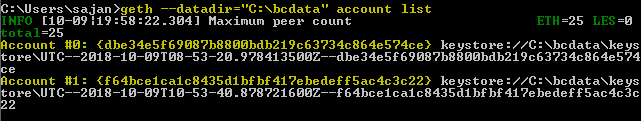 C:\Users\sajan>geth --datadir="C:\bcdata" account list
INFO [10-09|19:58:22.304] Maximum peer count                       ETH=25 LES=0
total=25
Account #0: {dbe34e5f69087b8800bdb219c63734c864e574ce} keystore://C:\bcdata\keys
tore\UTC--2018-10-09T08-53-20.978413500Z--dbe34e5f69087b8800bdb219c63734c864e574
ce
Account #1: {f64bce1ca1c8435d1bfbf417ebedeff5ac4c3c22} keystore://C:\bcdata\keys
tore\UTC--2018-10-09T10-53-40.878721600Z--f64bce1ca1c8435d1bfbf417ebedeff5ac4c3c
22